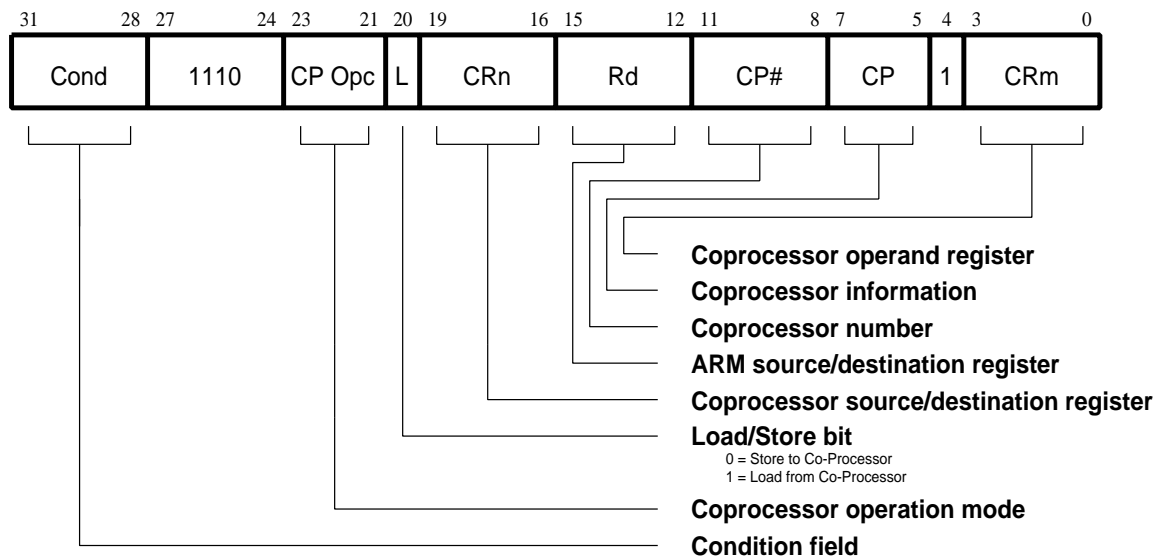 31 28 27 24 23 21 20 19 16 15 12 11 8 7 5 4 3 0
Cond 1110 CP Opc L CRn Rd CP# CP 1 CRm
Coprocessor operand register
Coprocessor information
Coprocessor number
ARM source/destination register
Coprocessor source/destination register
Load/Store bit
0 = Store to Co-Processor
1 = Load from Co-Processor
Coprocessor operation mode
Condition field